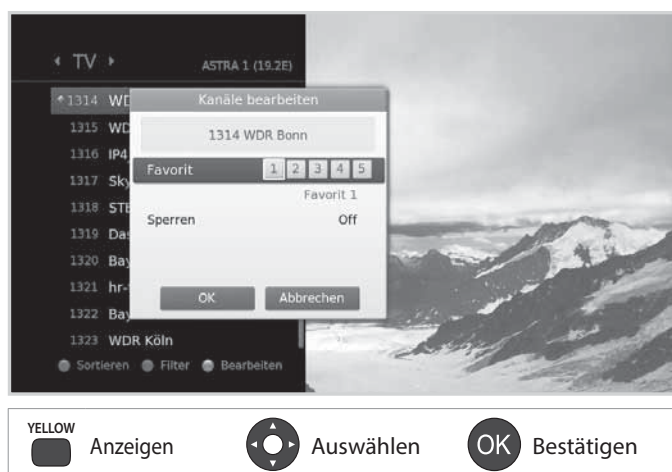 TV
ASTRA 1 (19.2E)
1314 WD
Kanäle bearbeiten
1315 WD
1314 WDR Bonn
1316 IP4
1317 Sky
Favorit 1 2 3 4 5
Favorit 1
1318 STE
Sperren Off
1319 Das
1320 Bay
1321 hr-
OK Abbrechen
1322 Bay
1323 WDR Köln
Sortieren Filter Bearbeiten
YELLOW
Anzeigen Auswählen OK Bestätigen